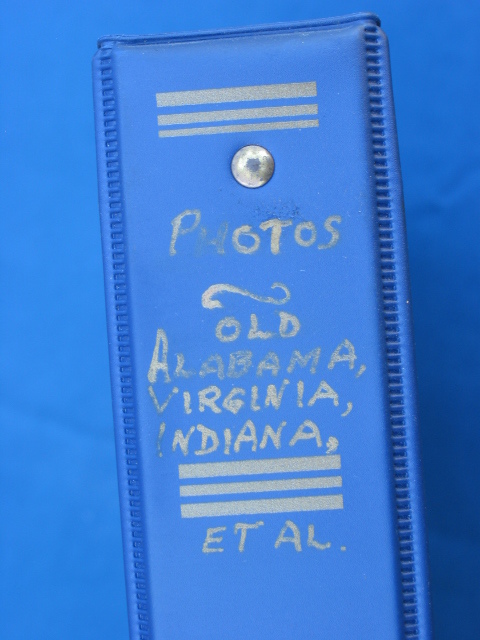 PHOTOS
OLD
ALABAMA,
VIRGINIA,
INDIANA,
ET AL.